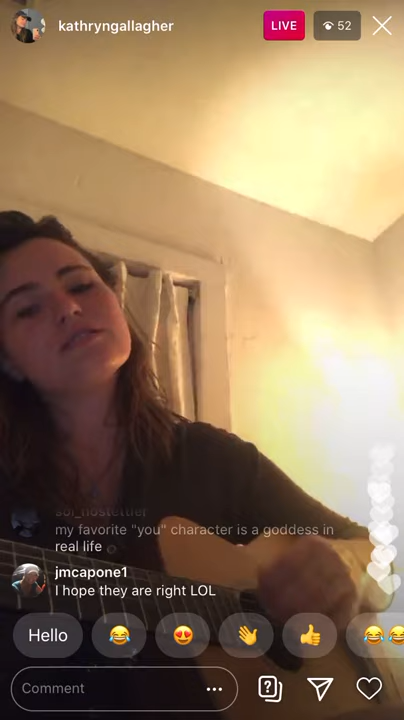 kathryngallagher
LIVE
52
sol_hostettler
my favorite "you" character is a goddess in
real life
jmcapone1
I hope they are right LOL
Hello
Comment